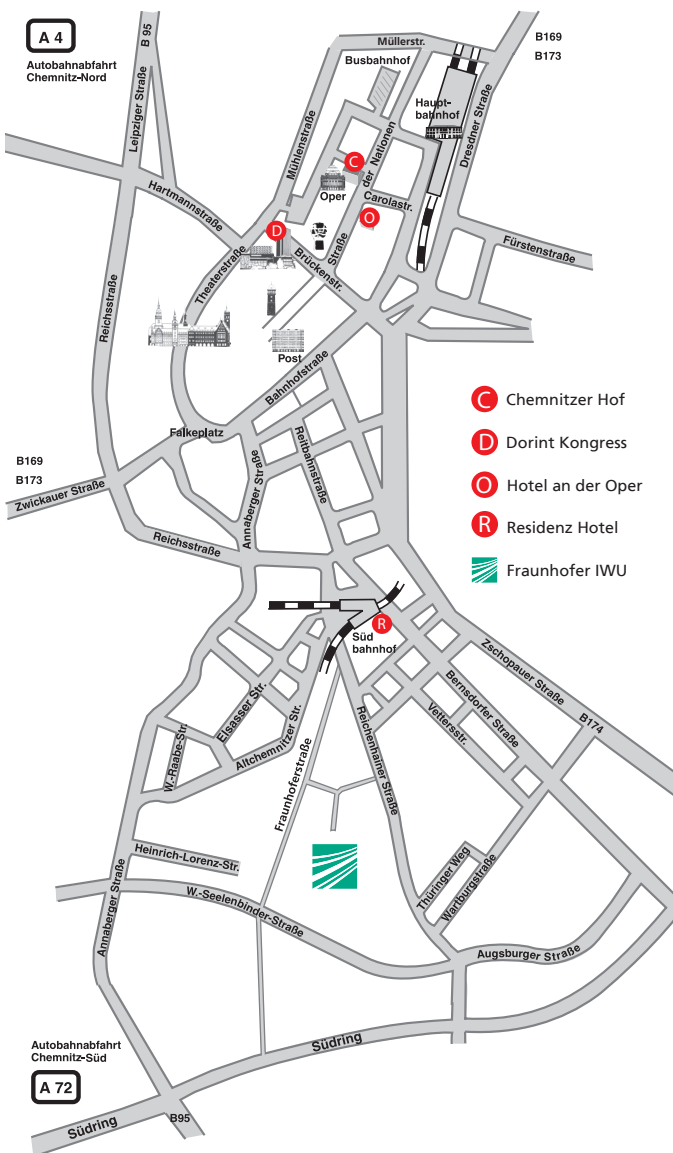 A 4
Autobahnabfahrt
Chemnitz-Nord
B 95
Leipziger Straße
Müllerstr.
Busbahnhof
B169
B173
Haupt-
bahnhof
Dresdner Straße
Mühlenstraße
Hartmannstraße
C
Oper
Straße der Nationen
Carolastr.
O
D
Brückenstr.
Theaterstraße
Fürstenstraße
Reichsstraße
Post
Bahnhofstraße
Falkeplatz
C Chemnitzer Hof
D Dorint Kongress
O Hotel an der Oper
R Residenz Hotel
Fraunhofer IWU
B169
B173
Zwickauer Straße
Annaberger Straße
Reitbahnstraße
Reichsstraße
R
Süd
bahnhof
Zschopauer Straße
B174
Bernsdorfer Straße
Vettersstr.
Elsasser Str.
W.-Raabe-Str.
Altchemnitzer Str.
Fraunhoferstraße
Reichenhainer Straße
Heinrich-Lorenz-Str.
Thüringer Weg
Wartburgstraße
W.-Seelenbinder-Straße
Annaberger Straße
Augsburger Straße
Südring
Autobahnabfahrt
Chemnitz-Süd
A 72
Südring
B95